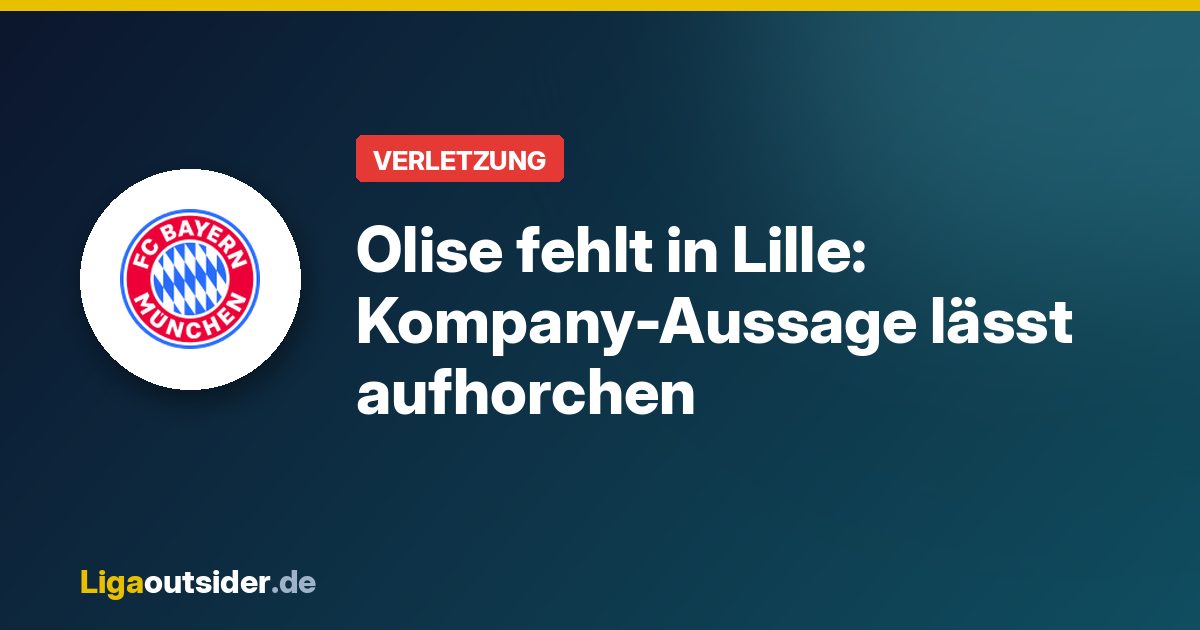 VERLETZUNG
FC BAYERN
MÜNCHEN
Olise fehlt in Lille:
Kompany-Aussage lässt
aufhorchen
Ligaoutsider.de